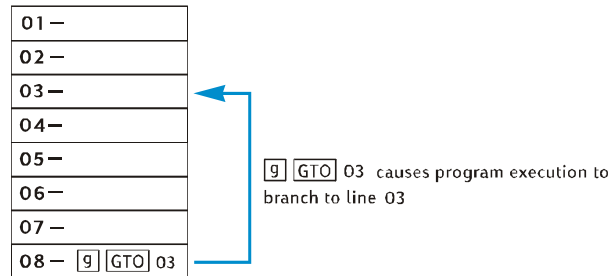 01 –
02 –
03 –
04 –
05 –
06 –
07 –
08 – g GTO 03
g GTO 03 causes program execution to
branch to line 03